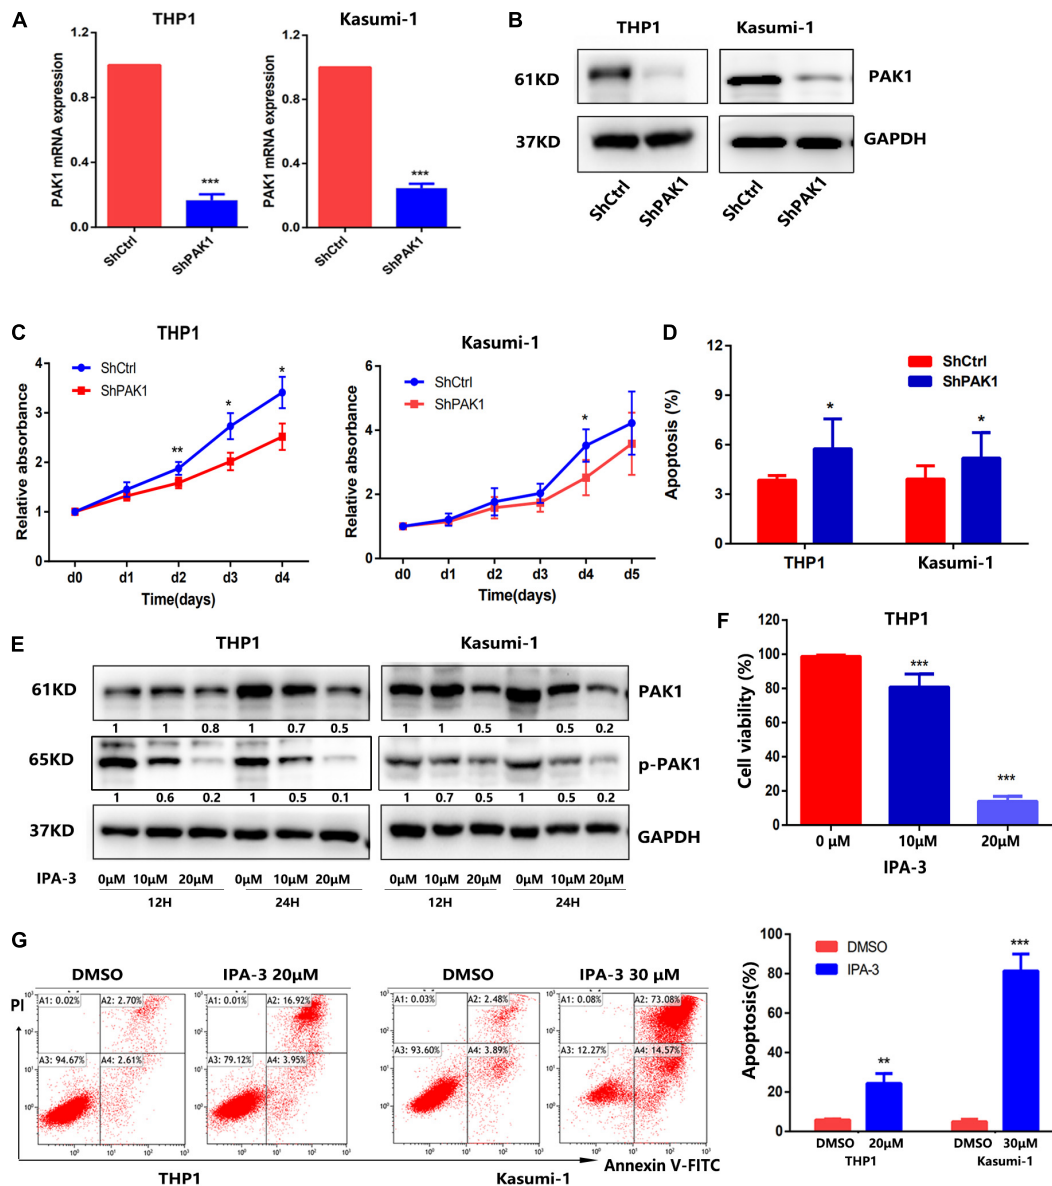 A
THP1
Kasumi-1
PAK1 mRNA expression
1.2
0.8
0.4
0.0
ShCtrl
ShPAK1
***
PAK1 mRNA expression
1.2
0.8
0.4
0.0
ShCtrl
ShPAK1
***
B
THP1
Kasumi-1
61KD
PAK1
37KD
GAPDH
ShCtrl
ShPAK1
ShCtrl
ShPAK1
C
THP1
Relative absorbance
4
3
2
1
0
ShCtrl
ShPAK1
**
*
*
d0 d1 d2 d3 d4
Time(days)
Kasumi-1
Relative absorbance
6
4
2
0
ShCtrl
ShPAK1
*
d0 d1 d2 d3 d4 d5
Time(days)
D
Apoptosis (%)
12
9
6
3
0
ShCtrl
ShPAK1
*
*
THP1
Kasumi-1
E
THP1
Kasumi-1
61KD
PAK1
1 1 0.8 1 0.7 0.5
1 1 0.5 1 0.5 0.2
65KD
p-PAK1
1 0.6 0.2 1 0.5 0.1
1 0.7 0.5 1 0.5 0.2
37KD
GAPDH
IPA-3
0μM 10μM 20μM 0μM 10μM 20μM
0μM 10μM 20μM 0μM 10μM 20μM
12H 24H 12H 24H
F
THP1
Cell viability (%)
120
100
80
60
40
20
0
***
***
0 μM 10μM 20μM
IPA-3
G
DMSO
IPA-3 20μM
DMSO
IPA-3 30 μM
PI
A1: 0.02% A2: 2.70%
A3: 94.67% A4: 2.61%
A1: 0.01% A2: 16.92%
A3: 79.12% A4: 3.95%
A1: 0.03% A2: 2.48%
A3: 93.60% A4: 3.89%
A1: 0.08% A2: 73.08%
A3: 12.27% A4: 14.57%
THP1
Kasumi-1
Annexin V-FITC
Apoptosis(%)
100
80
60
40
20
0
DMSO
IPA-3
**
***
DMSO 20μM DMSO 30μM
THP1 Kasumi-1